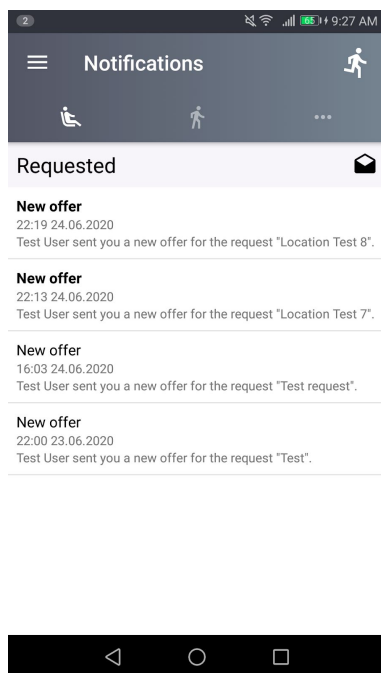 2
65
9:27 AM
Notifications
Requested
New offer
22:19 24.06.2020
Test User sent you a new offer for the request "Location Test 8".
New offer
22:13 24.06.2020
Test User sent you a new offer for the request "Location Test 7".
New offer
16:03 24.06.2020
Test User sent you a new offer for the request "Test request".
New offer
22:00 23.06.2020
Test User sent you a new offer for the request "Test".